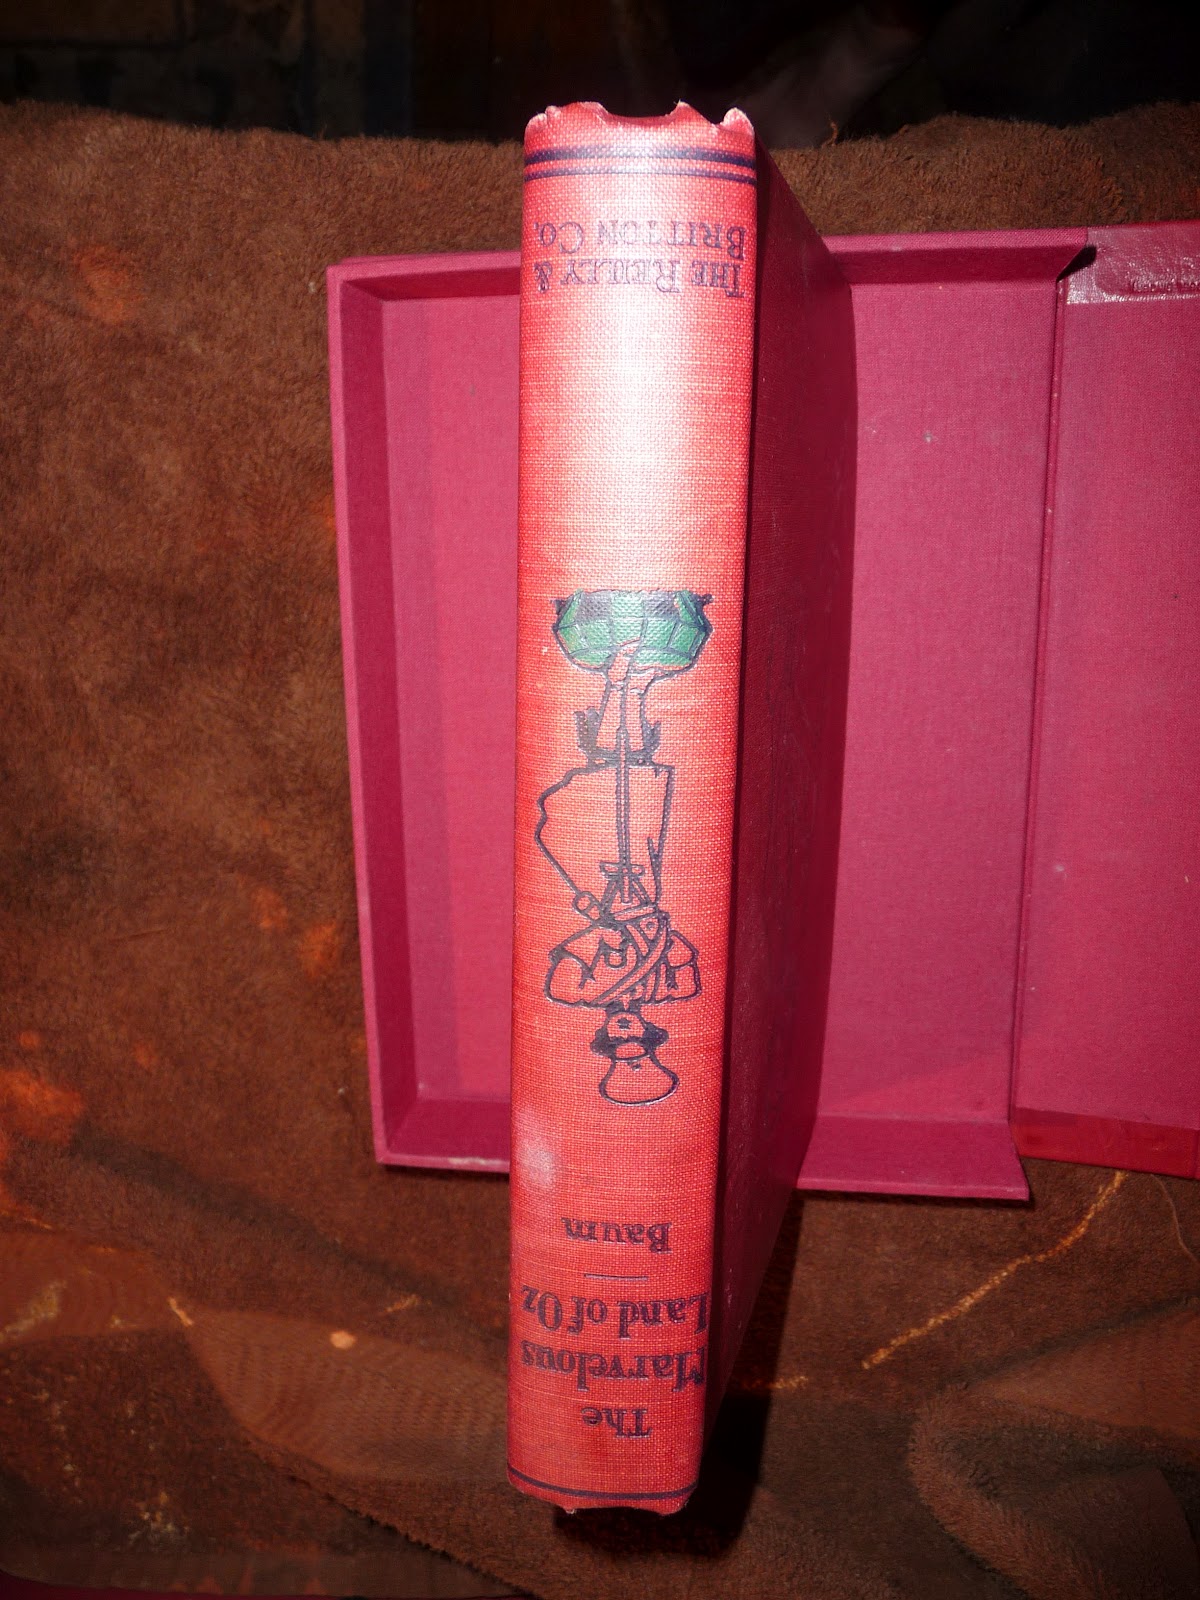 The
Marvelous
Land of Oz
Baum
THE REILLY &
BRITTON CO.